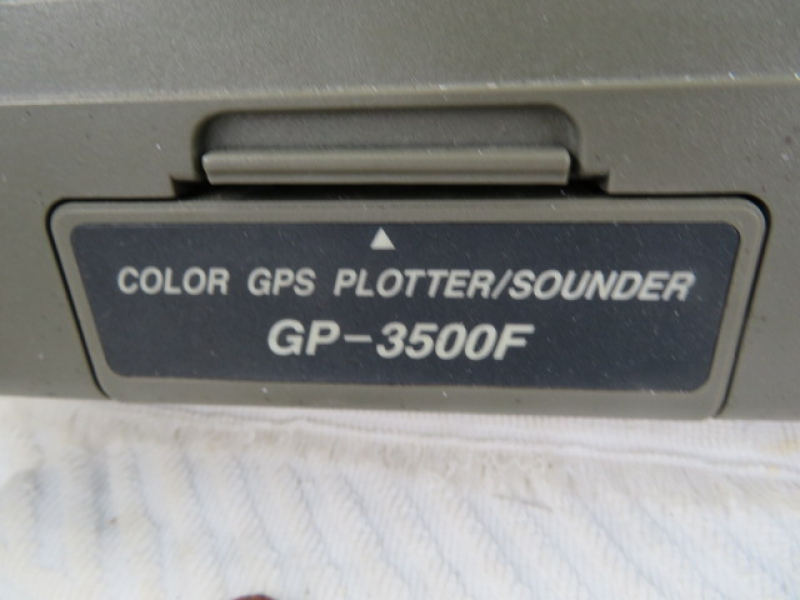 COLOR GPS PLOTTER/SOUNDER
GP-3500F